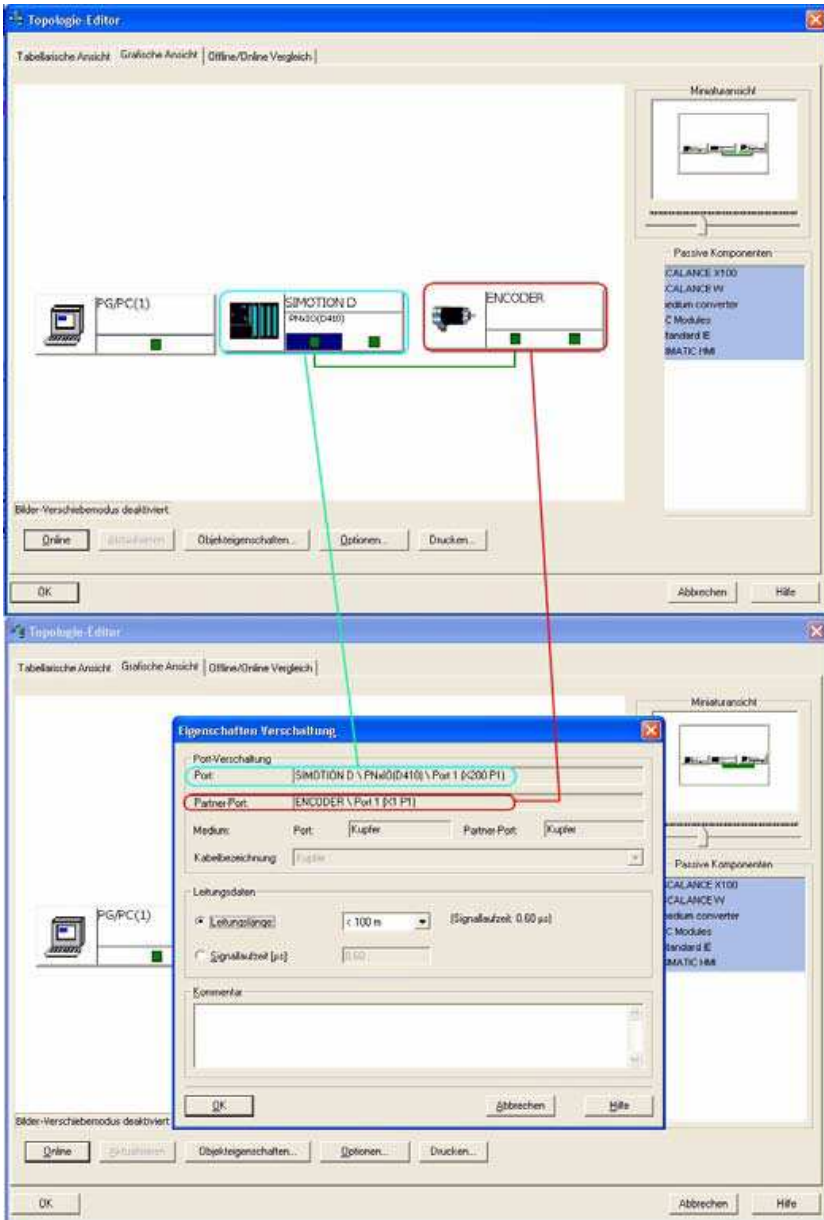 Topologie-Editor
Tabellarische Ansicht Grafische Ansicht Offline/Online Vergleich
Miniaturansicht
Passive Komponenten
CALANCE X100
CALANCE W
edium converter
C Modules
tandard IE
IMATIC HMI
PG/PC(1)
SIMOTION D
PNxIO(D410)
ENCODER
Bilder-Verschiebemodus deaktiviert
Online Aktualisieren Objekteigenschaften... Optionen... Drucken...
OK Abbrechen Hilfe
Topologie-Editor
Tabellarische Ansicht Grafische Ansicht Offline/Online Vergleich
Miniaturansicht
Eigenschaften Verschaltung
Port-Verschaltung
Port: SIMOTION D \ PNxIO(D410) \ Port 1 (X200 P1)
Partner-Port: ENCODER \ Port 1 (X1 P1)
Medium: Port: Kupfer Partner-Port: Kupfer
Kabelbezeichnung: Kupfer
Leitungsdaten
Leitungslänge: < 100 m (Signallaufzeit: 0.60 µs)
Signallaufzeit [µs] 0.60
Kommentar
OK Abbrechen Hilfe
Passive Komponenten
CALANCE X100
CALANCE W
edium converter
C Modules
tandard IE
IMATIC HMI
PG/PC(1)
Bilder-Verschiebemodus deaktiviert
Online Aktualisieren Objekteigenschaften... Optionen... Drucken...
OK Abbrechen Hilfe